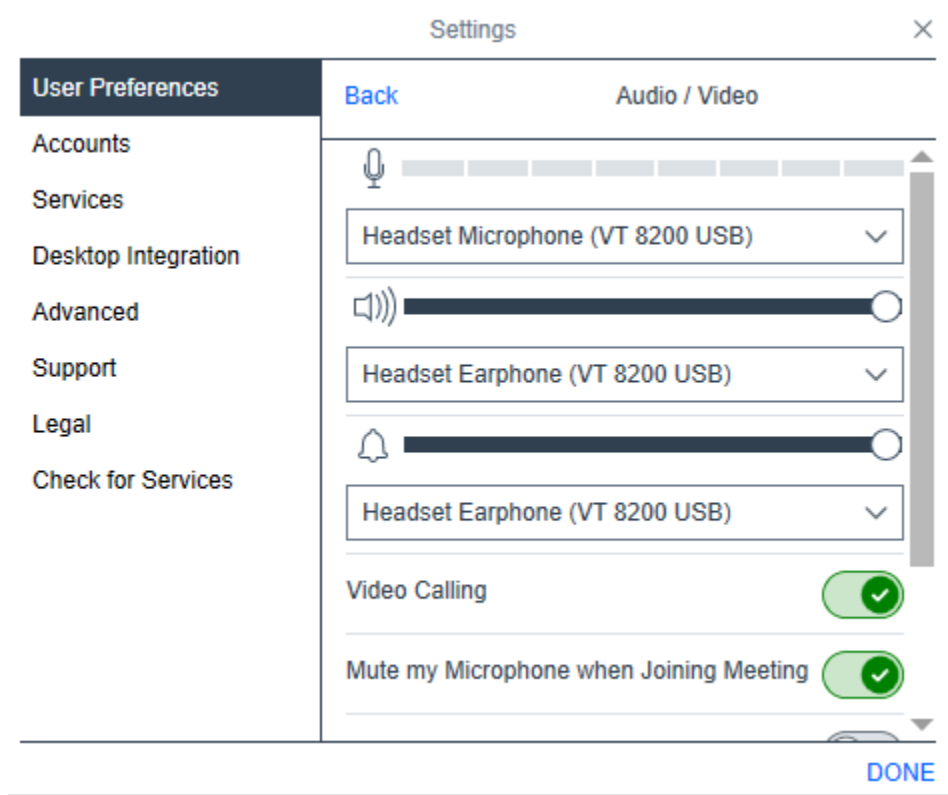 Settings
User Preferences
Accounts
Services
Desktop Integration
Advanced
Support
Legal
Check for Services
Back
Audio / Video
Headset Microphone (VT 8200 USB)
Headset Earphone (VT 8200 USB)
Headset Earphone (VT 8200 USB)
Video Calling
Mute my Microphone when Joining Meeting
DONE